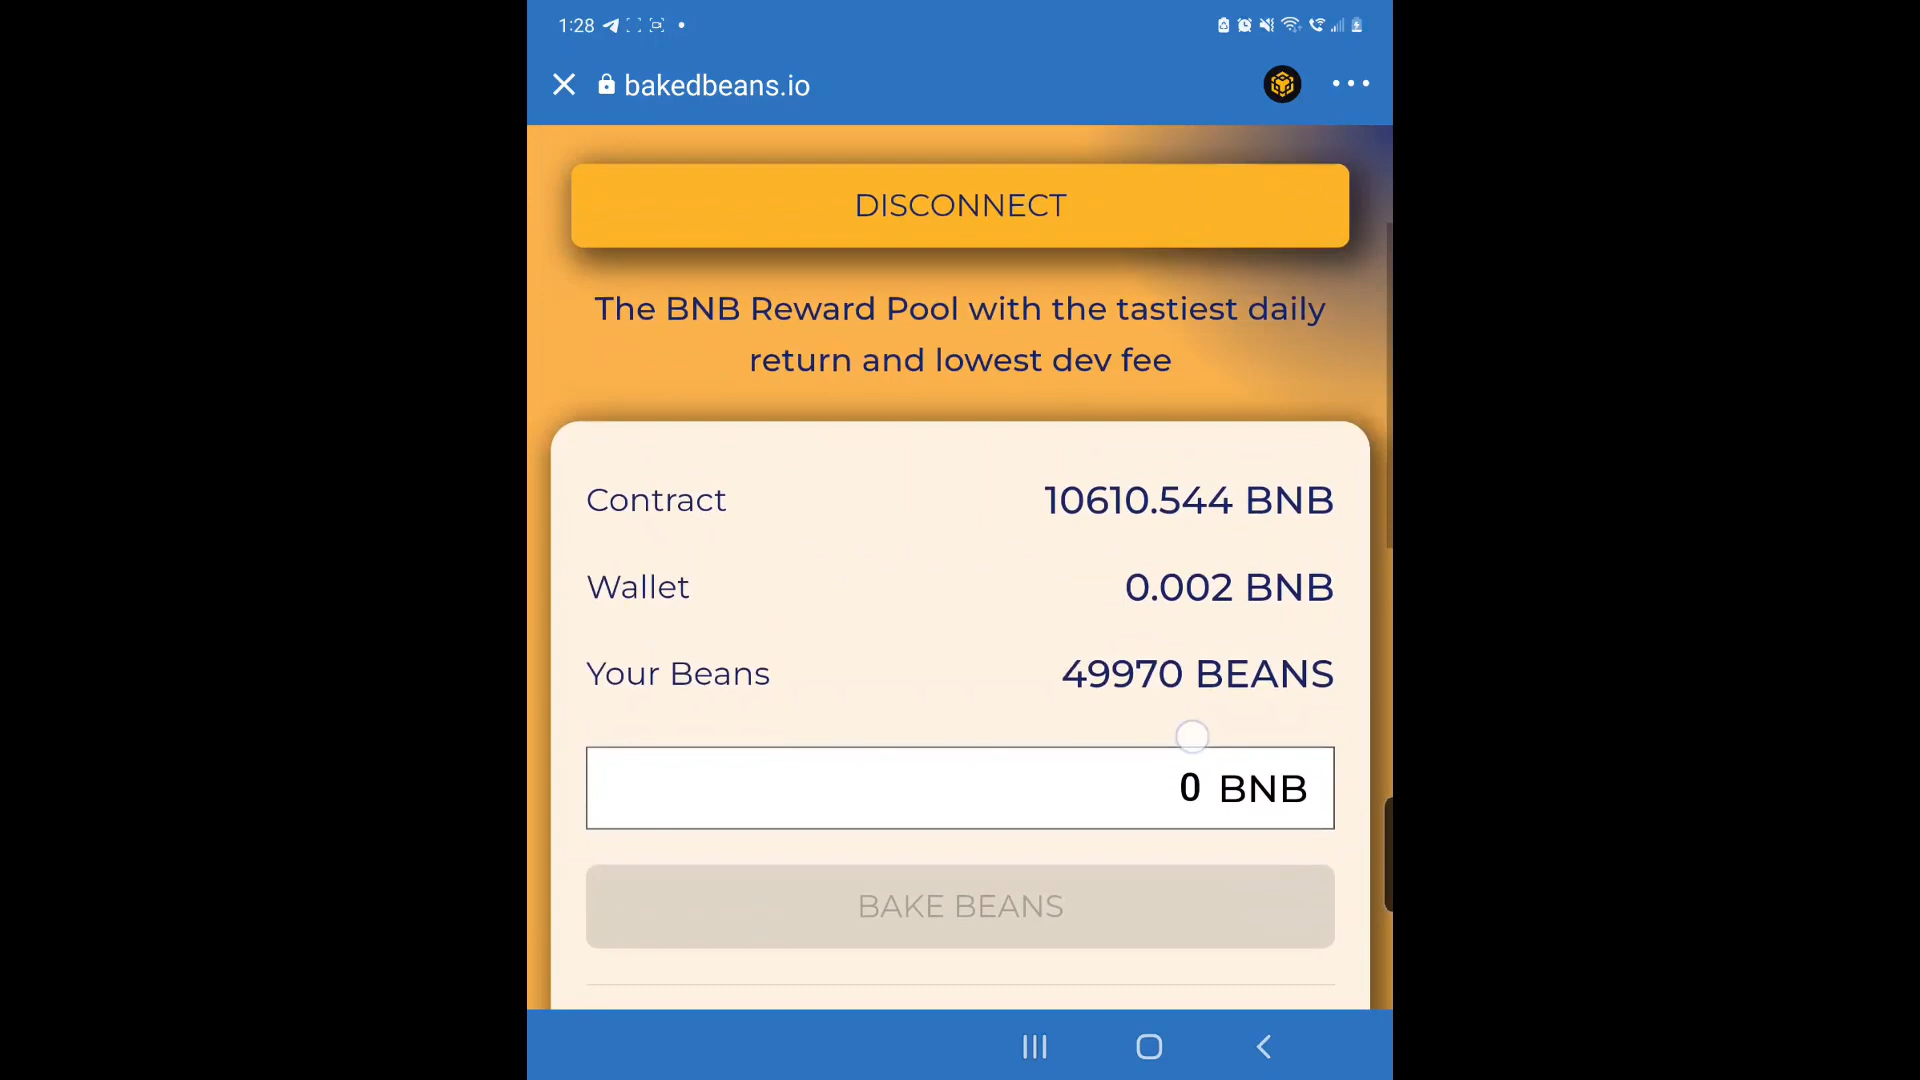 1:28
bakedbeans.io
DISCONNECT
The BNB Reward Pool with the tastiest daily
return and lowest dev fee
Contract 10610.544 BNB
Wallet 0.002 BNB
Your Beans 49970 BEANS
0 BNB
BAKE BEANS